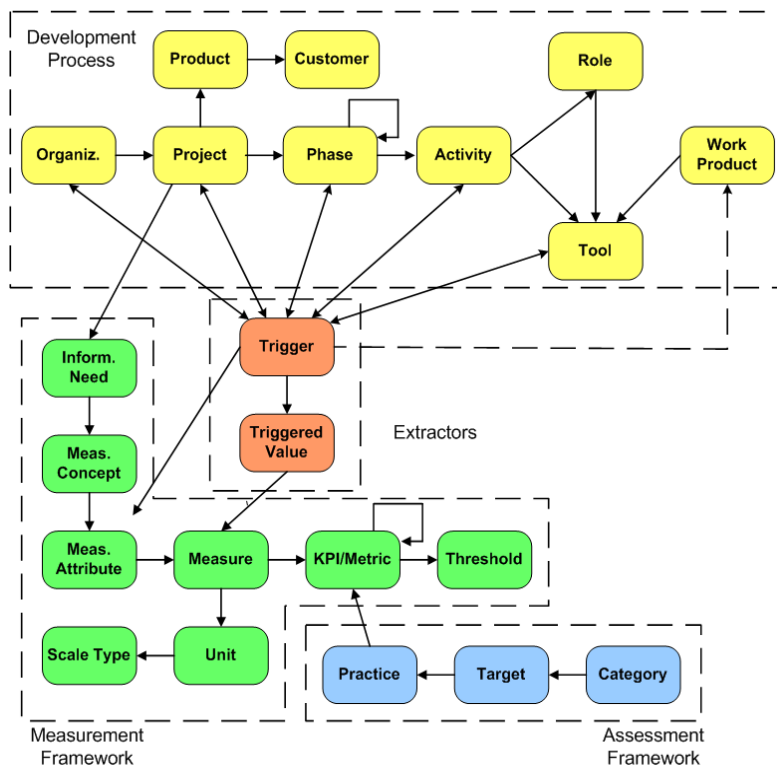 Development
Process
Product
Customer
Role
Organiz.
Project
Phase
Activity
Work
Product
Tool
Trigger
Inform.
Need
Triggered
Value
Extractors
Meas.
Concept
Meas.
Attribute
Measure
KPI/Metric
Threshold
Scale Type
Unit
Practice
Target
Category
Measurement
Framework
Assessment
Framework